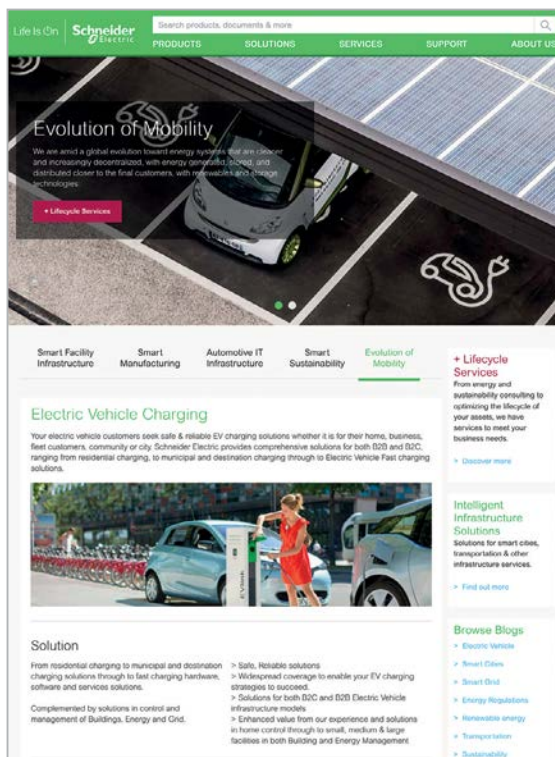 Life Is On
Schneider
Electric
Search products, documents & more
PRODUCTS
SOLUTIONS
SERVICES
SUPPORT
ABOUT US
Evolution of Mobility
We are amid a global evolution toward energy systems that are cleaner
and increasingly decentralized, with energy generated, stored, and
distributed closer to the final customers, with renewables and storage
technologies.
+ Lifecycle Services
Smart Facility
Infrastructure
Smart
Manufacturing
Automotive IT
Infrastructure
Smart
Sustainability
Evolution of
Mobility
Electric Vehicle Charging
Your electric vehicle customers seek safe & reliable EV charging solutions whether it is for their home, business,
fleet customers, community or city. Schneider Electric provides comprehensive solutions for both B2B and B2C,
ranging from residential charging, to municipal and destination charging through to Electric Vehicle Fast charging
solutions.
EVlink
Solution
From residential charging to municipal and destination
charging solutions through to fast charging hardware,
software and services solutions.
Complemented by solutions in control and
management of Buildings, Energy and Grid.
> Safe, Reliable solutions
> Widespread coverage to enable your EV charging
strategies to succeed.
> Solutions for both B2C and B2B Electric Vehicle
infrastructure models
> Enhanced value from our experience and solutions
in home control through to small, medium & large
facilities in both Building and Energy Management
+ Lifecycle
Services
From energy and
sustainability consulting to
optimizing the lifecycle of
your assets, we have
services to meet your
business needs.
> Discover more
Intelligent
Infrastructure
Solutions
Solutions for smart cities,
transportation & other
infrastructure services.
> Find out more
Browse Blogs
> Electric Vehicle
> Smart Cities
> Smart Grid
> Energy Regulations
> Renewable energy
> Transportation
> Sustainability